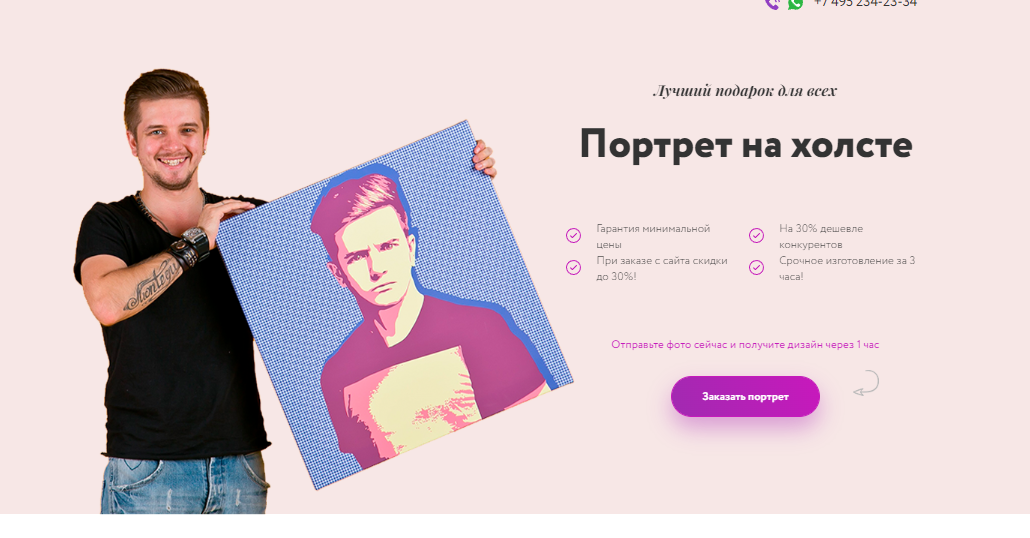 +7 495 234-23-34
Лучший подарок для всех
Портрет на холсте
Гарантия минимальной
цены
На 30% дешевле
конкурентов
При заказе с сайта скидки
до 30%!
Срочное изготовление за 3
часа!
Отправьте фото сейчас и получите дизайн через 1 час
Заказать портрет